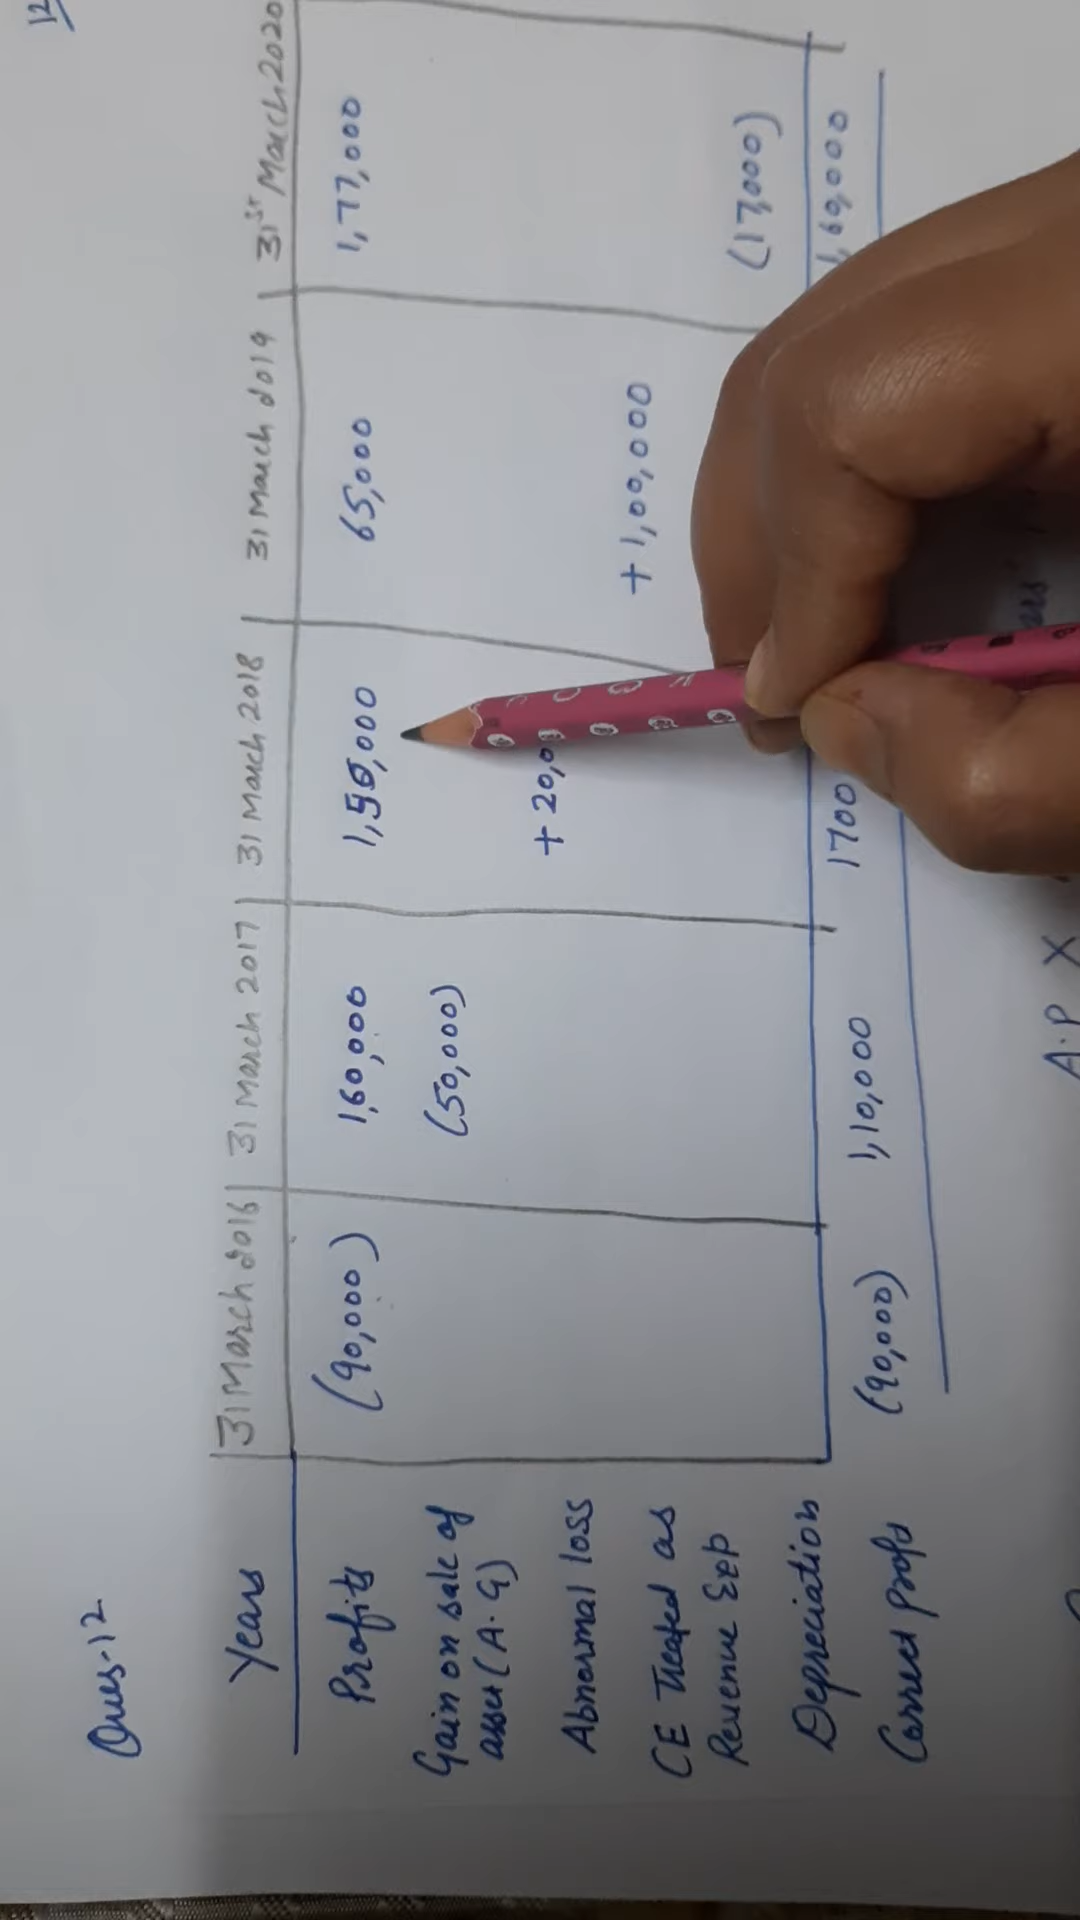 12
Ques-12
Years 31 March 2016 31 March 2017 31 March 2018 31 March 2019 31st March 2020
Profits (90,000) 1,60,000 1,50,000 65,000 1,77,000
Gain on sale of
asset (A.G) (50,000)
Abnormal loss + 20,0
CE Treated as
Revenue Exp + 1,00,000
Depreciation (17,000)
Correct profit (90,000) 1,10,000 1700 1,60,000
A.P X